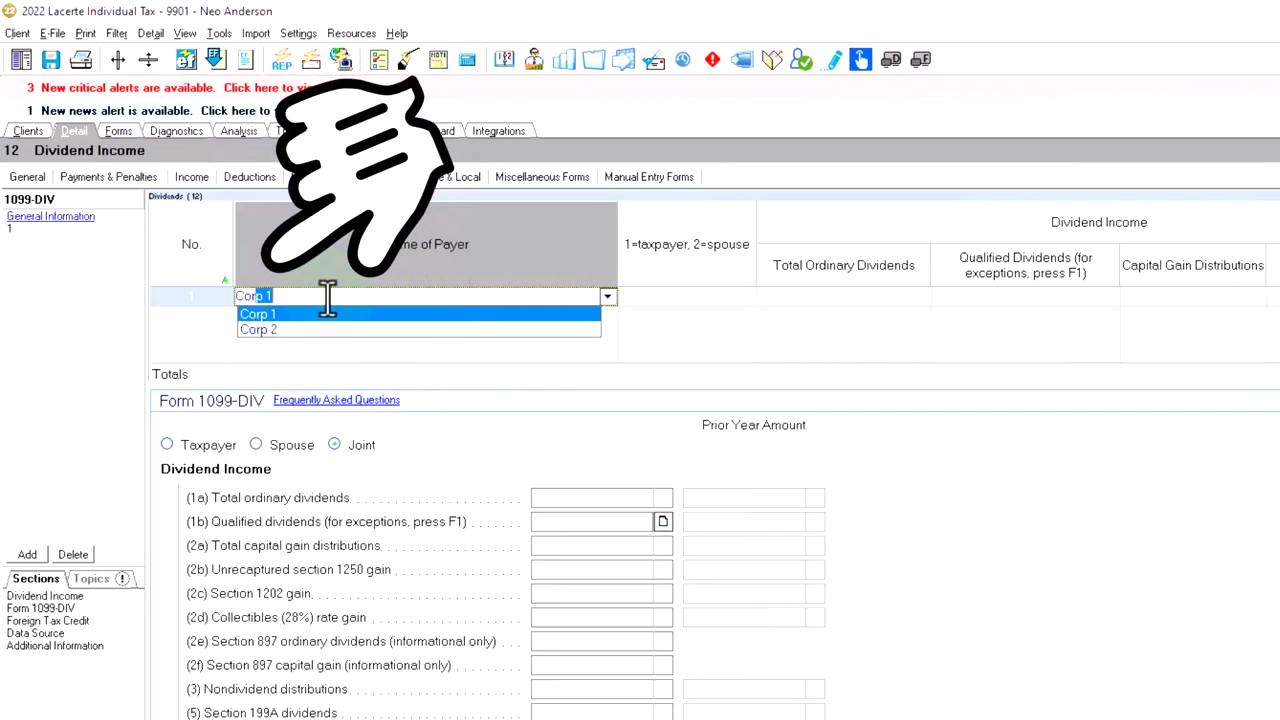 2022 Lacerte Individual Tax - 9901 - Neo Anderson
Client E-File Print Filter Detail View Tools Import Settings Resources Help
REP
3 New critical alerts are available. Click here to
1 New news alert is available. Click here to
Clients Detail Forms Diagnostics Analysis Integrations
12 Dividend Income
General Payments & Penalties Income Deductions & Local Miscellaneous Forms Manual Entry Forms
1099-DIV
General Information
1
Dividends (12)
No. me of Payer 1=taxpayer, 2=spouse
Dividend Income
Total Ordinary Dividends Qualified Dividends (for exceptions, press F1) Capital Gain Distributions
1 Corp 1
Corp 1
Corp 2
Totals
Form 1099-DIV Frequently Asked Questions
Prior Year Amount
Taxpayer Spouse Joint
Dividend Income
(1a) Total ordinary dividends
(1b) Qualified dividends (for exceptions, press F1)
(2a) Total capital gain distributions
(2b) Unrecaptured section 1250 gain
(2c) Section 1202 gain
(2d) Collectibles (28%) rate gain
(2e) Section 897 ordinary dividends (informational only)
(2f) Section 897 capital gain (informational only)
(3) Nondividend distributions
(5) Section 199A dividends
Add Delete
Sections Topics
Dividend Income
Form 1099-DIV
Foreign Tax Credit
Data Source
Additional Information